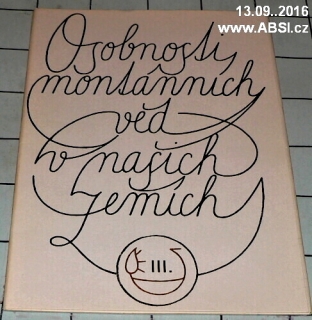 13.09..2016
www.ABSI.cz
Osobnosti
montánních
věd
v našich
zemích
III.